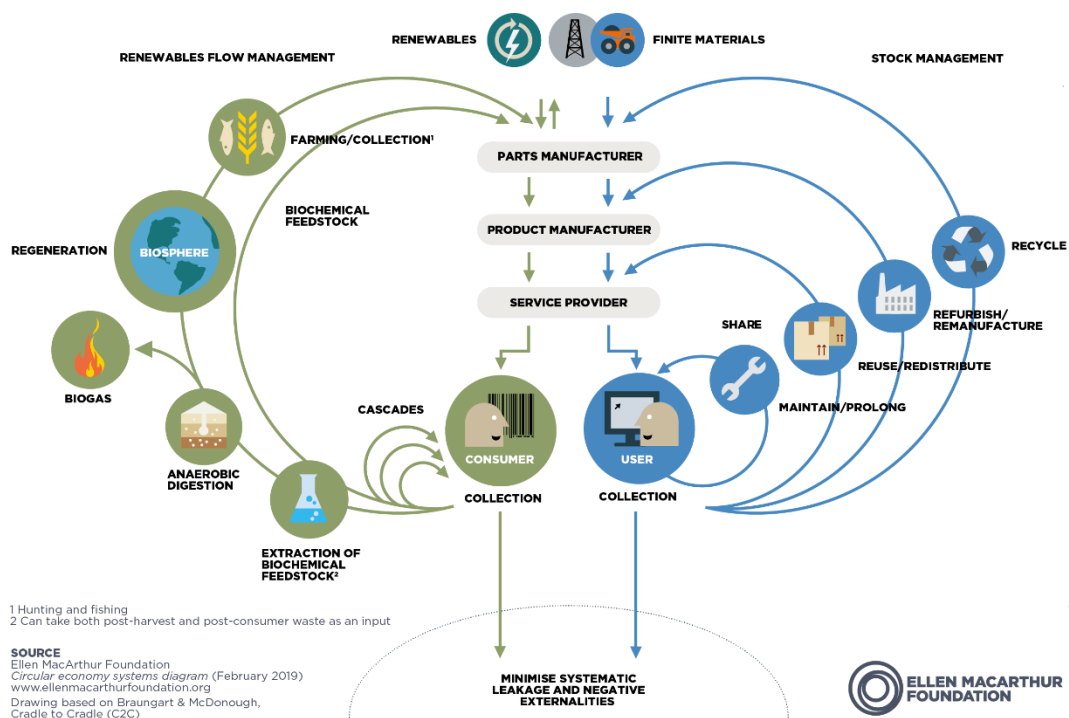 RENEWABLES
FINITE MATERIALS
RENEWABLES FLOW MANAGEMENT
STOCK MANAGEMENT
FARMING/COLLECTION¹
PARTS MANUFACTURER
BIOCHEMICAL
FEEDSTOCK
PRODUCT MANUFACTURER
REGENERATION
BIOSPHERE
RECYCLE
SERVICE PROVIDER
SHARE
REFURBISH/
REMANUFACTURE
REUSE/REDISTRIBUTE
BIOGAS
CASCADES
MAINTAIN/PROLONG
CONSUMER
USER
ANAEROBIC
DIGESTION
COLLECTION
COLLECTION
EXTRACTION OF
BIOCHEMICAL
FEEDSTOCK²
1 Hunting and fishing
2 Can take both post-harvest and post-consumer waste as an input
SOURCE
Ellen MacArthur Foundation
Circular economy systems diagram (February 2019)
www.ellenmacarthurfoundation.org
Drawing based on Braungart & McDonough,
Cradle to Cradle (C2C)
MINIMISE SYSTEMATIC
LEAKAGE AND NEGATIVE
EXTERNALITIES
ELLEN MACARTHUR
FOUNDATION